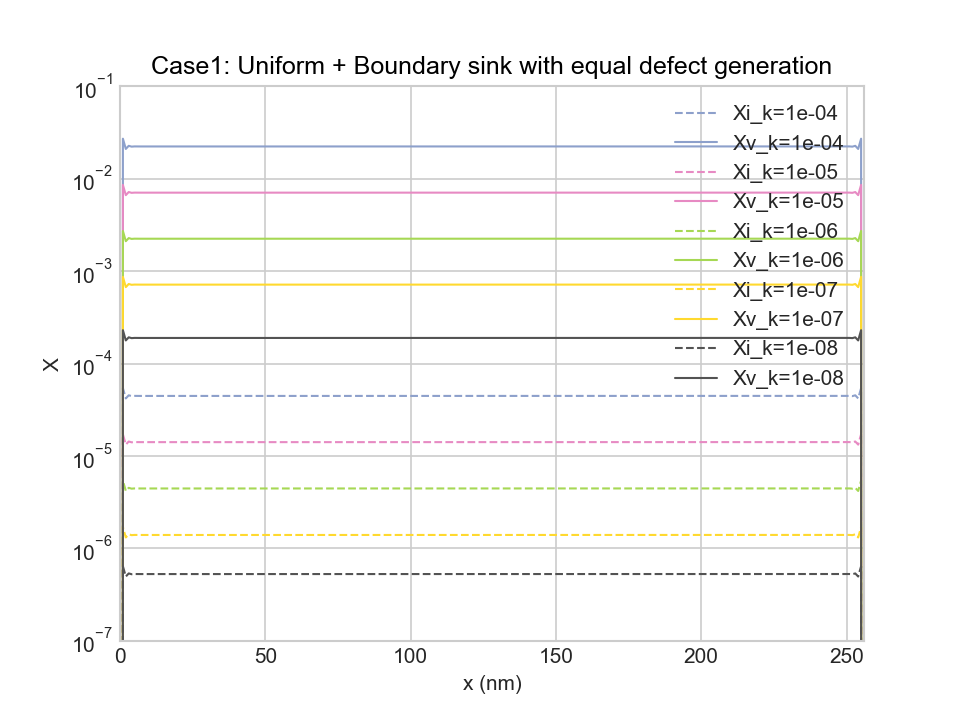 Case1: Uniform + Boundary sink with equal defect generation
10⁻¹
10⁻²
10⁻³
10⁻⁴
10⁻⁵
10⁻⁶
10⁻⁷
X
Xi_k=1e-04
Xv_k=1e-04
Xi_k=1e-05
Xv_k=1e-05
Xi_k=1e-06
Xv_k=1e-06
Xi_k=1e-07
Xv_k=1e-07
Xi_k=1e-08
Xv_k=1e-08
0 50 100 150 200 250
x (nm)